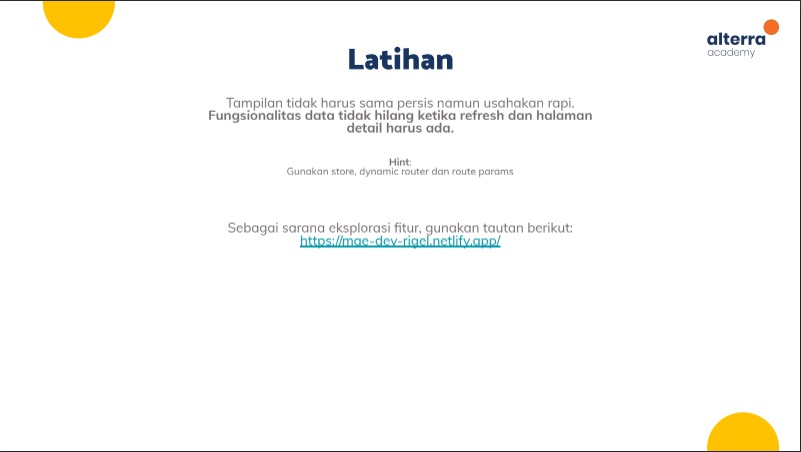 alterra
academy
Latihan
Tampilan tidak harus sama persis namun usahakan rapi.
Fungsionalitas data tidak hilang ketika refresh dan halaman
detail harus ada.
Hint:
Gunakan store, dynamic router dan route params
Sebagai sarana eksplorasi fitur, gunakan tautan berikut:
https://mae-dev-rigel.netlify.app/